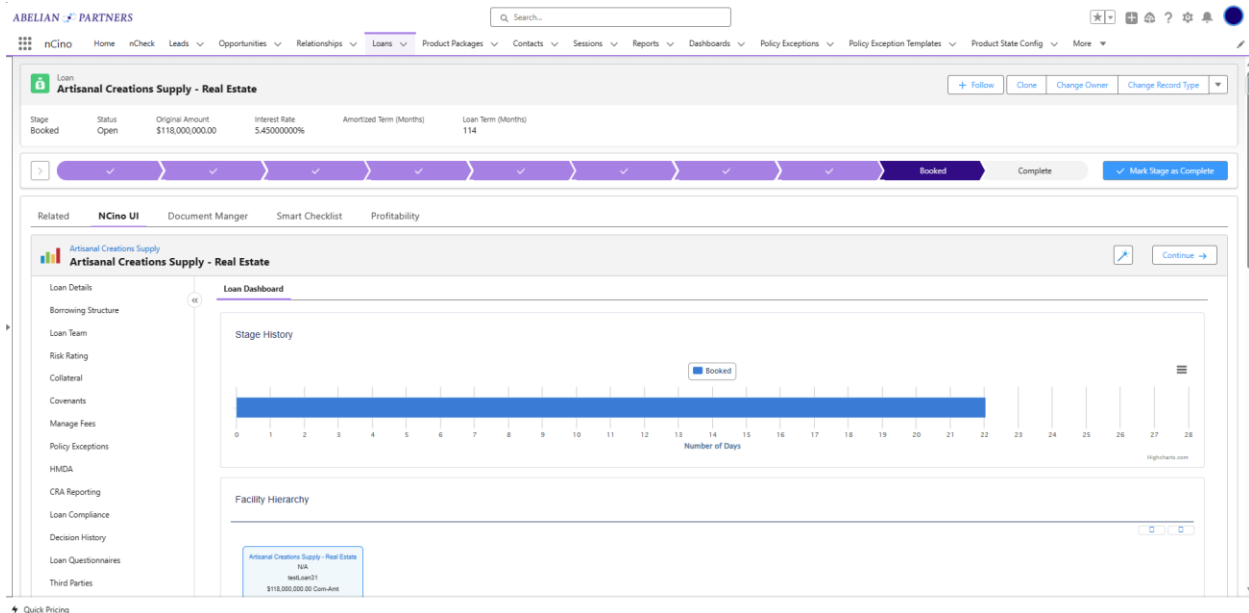 ABELIAN PARTNERS
Search...
nCino Home nCheck Leads Opportunities Relationships Loans Product Packages Contacts Sessions Reports Dashboards Policy Exceptions Policy Exception Templates Product State Config More
Loan
Artisanal Creations Supply - Real Estate
+ Follow Clone Change Owner Change Record Type
Stage Status Original Amount Interest Rate Amortized Term (Months) Loan Term (Months)
Booked Open $118,000,000.00 5.45000000% 114
Booked Complete Mark Stage as Complete
Related NCino UI Document Manger Smart Checklist Profitability
Artisanal Creations Supply
Artisanal Creations Supply - Real Estate
Continue →
Loan Details
Borrowing Structure
Loan Team
Risk Rating
Collateral
Covenants
Manage Fees
Policy Exceptions
HMDA
CRA Reporting
Loan Compliance
Decision History
Loan Questionnaires
Third Parties
Loan Dashboard
Stage History
Booked
0 1 2 3 4 5 6 7 8 9 10 11 12 13 14 15 16 17 18 19 20 21 22 23 24 25 26 27 28
Number of Days
Highcharts.com
Facility Hierarchy
Artisanal Creations Supply - Real Estate
N/A
testLoan31
$118,000,000.00 Com-Amt
Quick Pricing